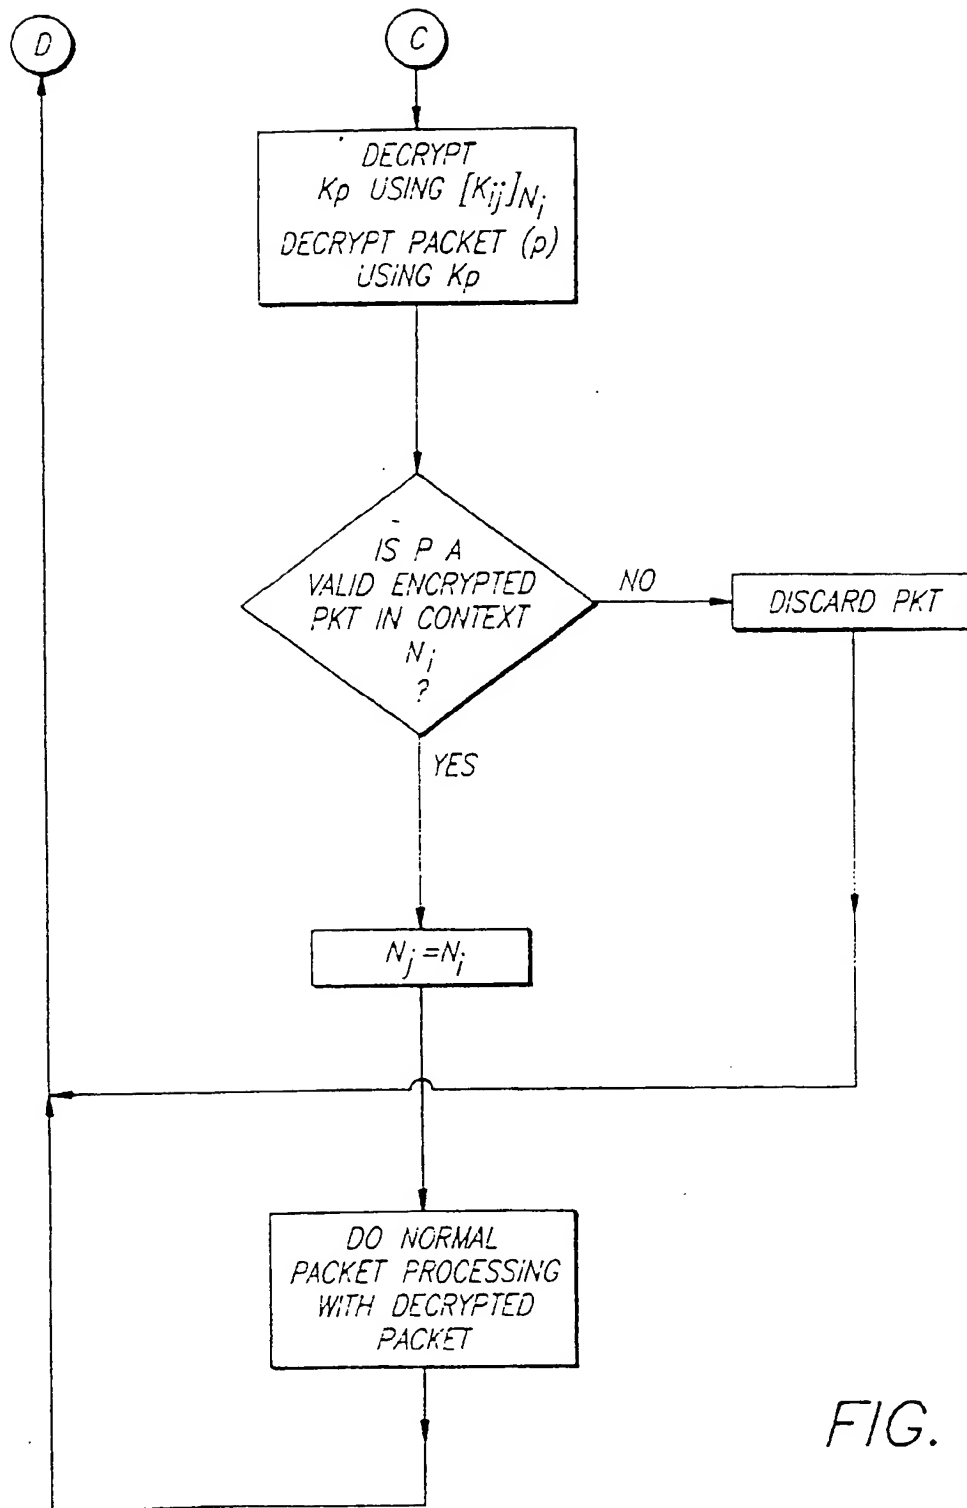 D
C
DECRYPT
Kp USING [Kij]Ni
DECRYPT PACKET (p)
USING Kp
IS P A
VALID ENCRYPTED
PKT IN CONTEXT
Ni
?
NO
DISCARD PKT
YES
Nj=Ni
DO NORMAL
PACKET PROCESSING
WITH DECRYPTED
PACKET
FIG.